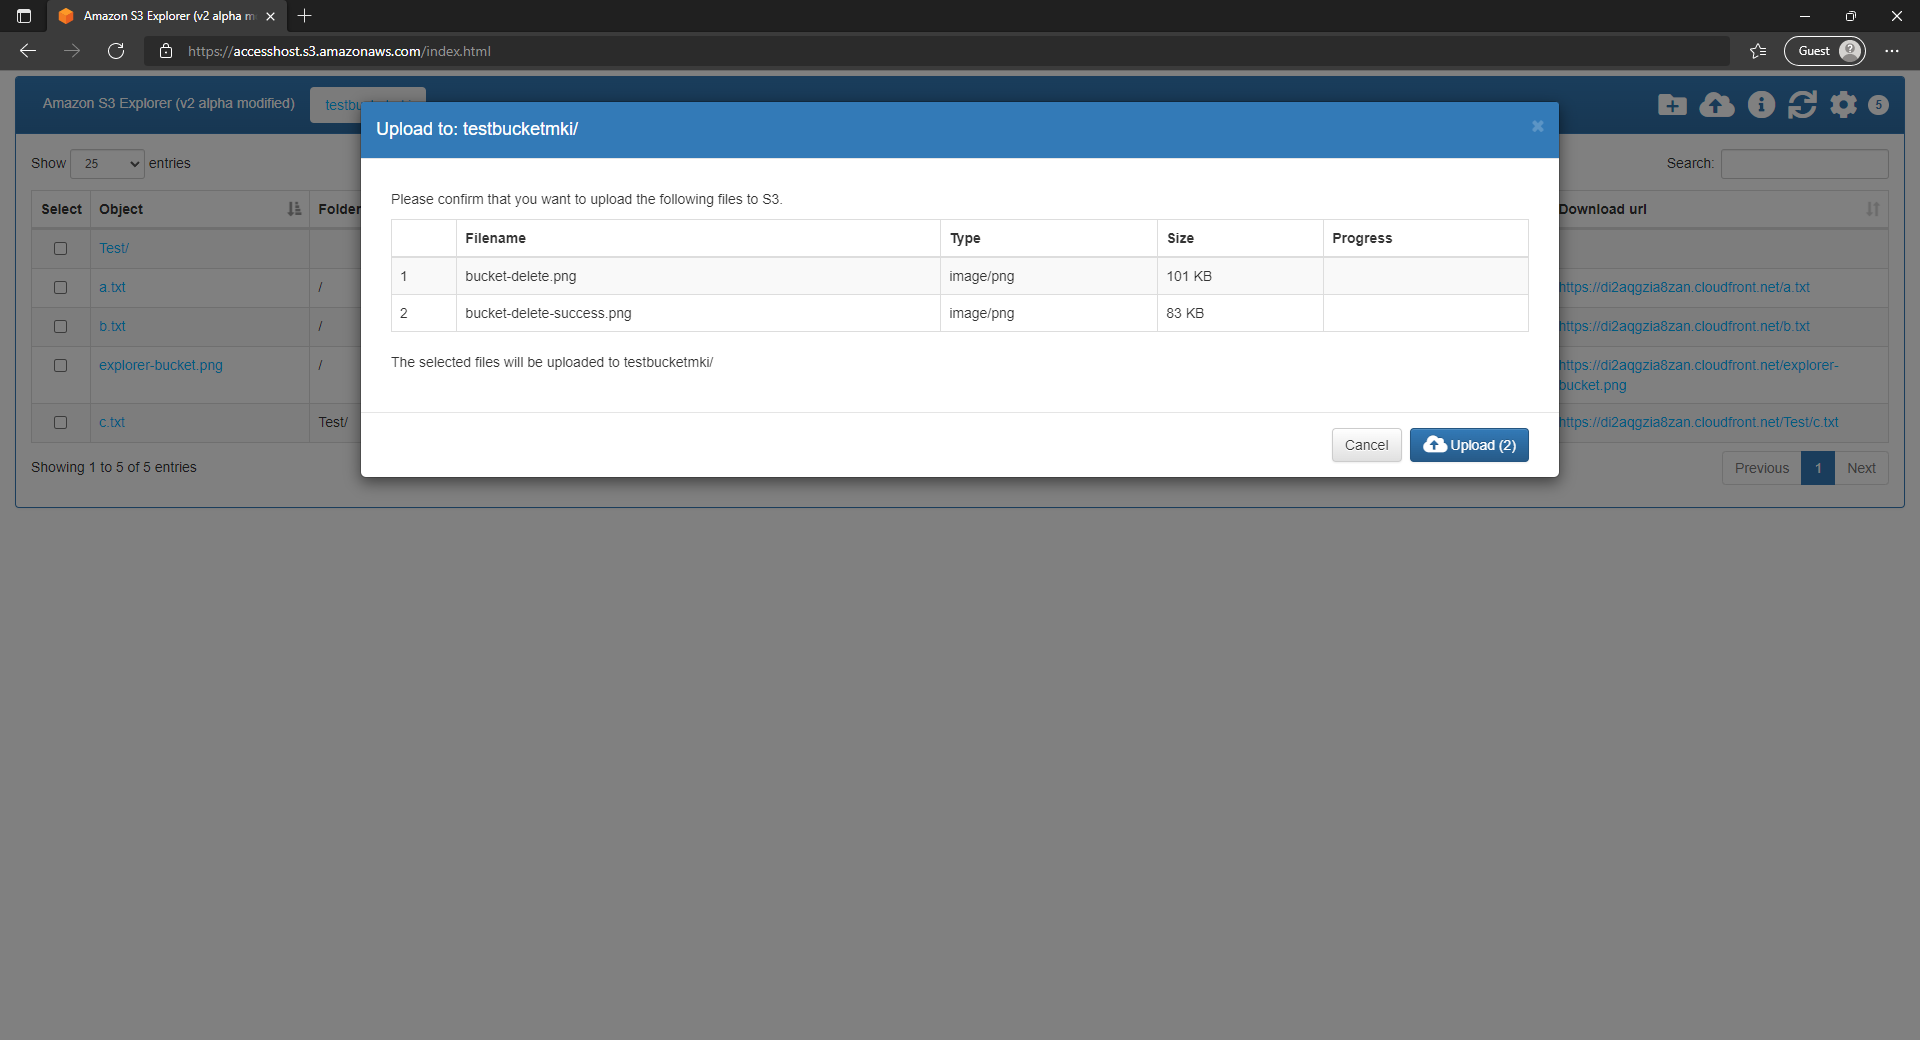 Amazon S3 Explorer (v2 alpha m
https://accesshost.s3.amazonaws.com/index.html
Guest
Amazon S3 Explorer (v2 alpha modified)
testbu
5
Upload to: testbucketmki/
Show 25 entries
Search:
Select Object Folder Download url
Please confirm that you want to upload the following files to S3.
Filename Type Size Progress
1 bucket-delete.png image/png 101 KB
2 bucket-delete-success.png image/png 83 KB
The selected files will be uploaded to testbucketmki/
Cancel Upload (2)
Test/
a.txt / https://di2aqgzia8zan.cloudfront.net/a.txt
b.txt / https://di2aqgzia8zan.cloudfront.net/b.txt
explorer-bucket.png / https://di2aqgzia8zan.cloudfront.net/explorer-
bucket.png
c.txt Test/ https://di2aqgzia8zan.cloudfront.net/Test/c.txt
Showing 1 to 5 of 5 entries
Previous 1 Next